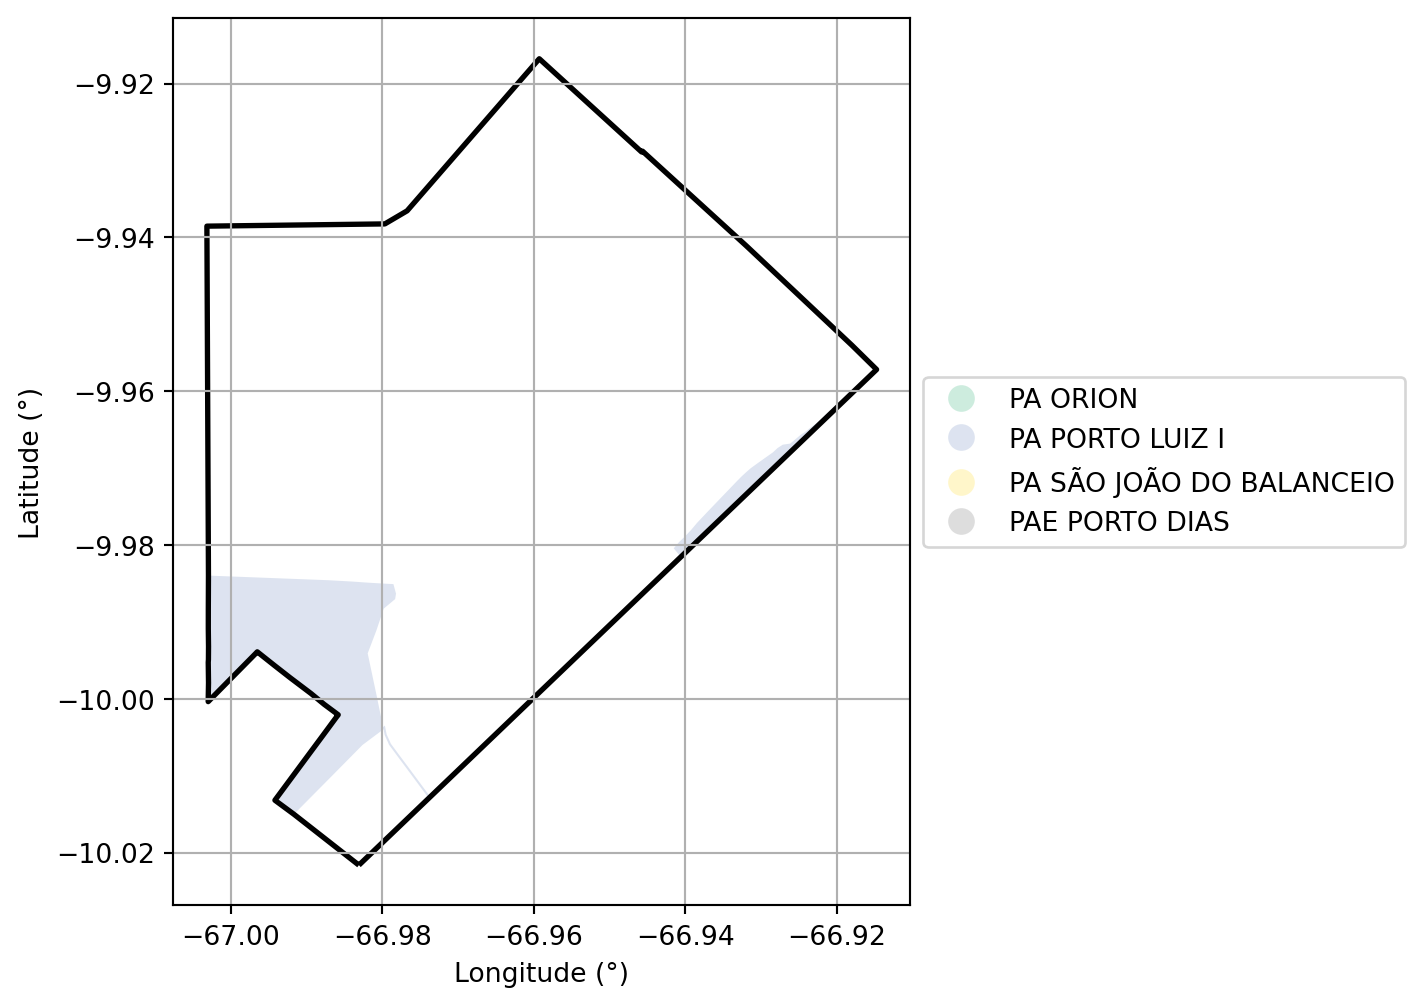 −9.92
−9.94
−9.96
−9.98
−10.00
−10.02
Latitude (°)
−67.00 −66.98 −66.96 −66.94 −66.92
Longitude (°)
PA ORION
PA PORTO LUIZ I
PA SÃO JOÃO DO BALANCEIO
PAE PORTO DIAS